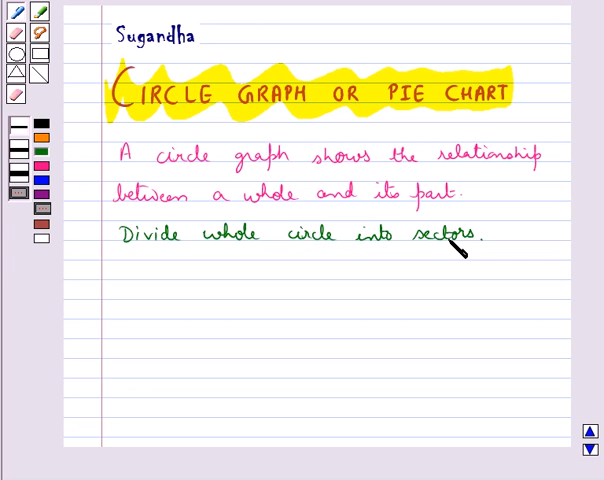 Sugandha
CIRCLE GRAPH OR PIE CHART
A circle graph shows the relationship
between a whole and its part.
Divide whole circle into sectors.